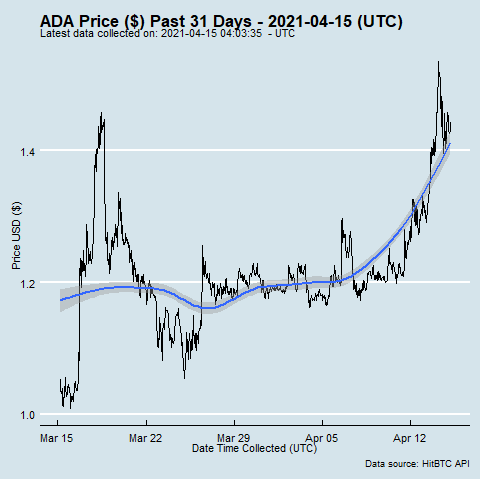 ADA Price ($) Past 31 Days - 2021-04-15 (UTC)
Latest data collected on: 2021-04-15 04:03:35 - UTC
Price USD ($)
1.4
1.2
1.0
Mar 15 Mar 22 Mar 29 Apr 05 Apr 12
Date Time Collected (UTC)
Data source: HitBTC API